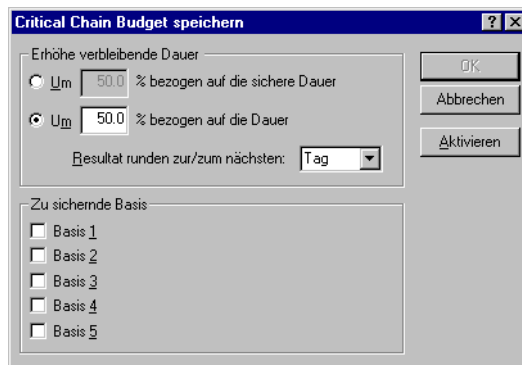 Critical Chain Budget speichern
Erhöhe verbleibende Dauer
Um 50.0 % bezogen auf die sichere Dauer
Um 50.0 % bezogen auf die Dauer
Resultat runden zur/zum nächsten: Tag
OK
Abbrechen
Aktivieren
Zu sichernde Basis
Basis 1
Basis 2
Basis 3
Basis 4
Basis 5